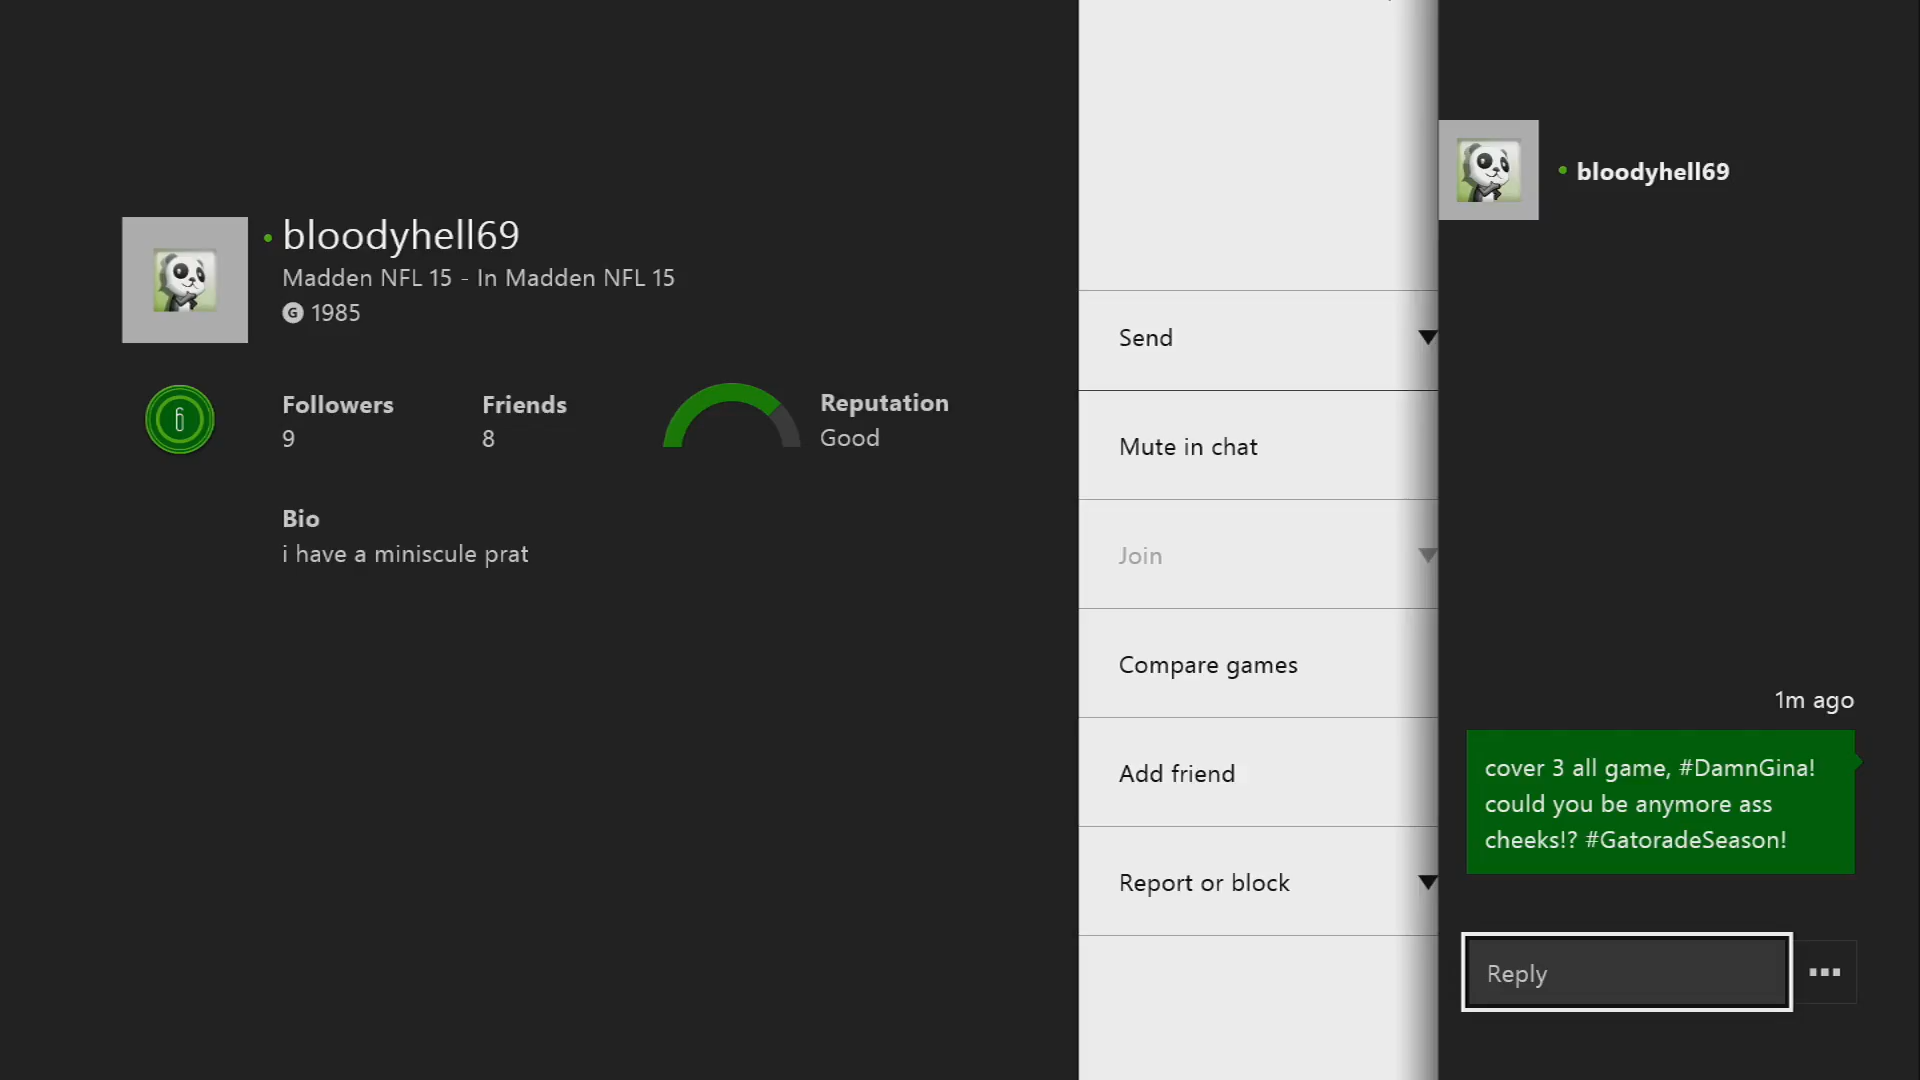 bloodyhell69
Madden NFL 15 - In Madden NFL 15
G 1985
6
Followers
9
Friends
8
Reputation
Good
Bio
i have a miniscule prat
Send
Mute in chat
Join
Compare games
Add friend
Report or block
bloodyhell69
1m ago
cover 3 all game, #DamnGina!
could you be anymore ass
cheeks!? #GatoradeSeason!
Reply